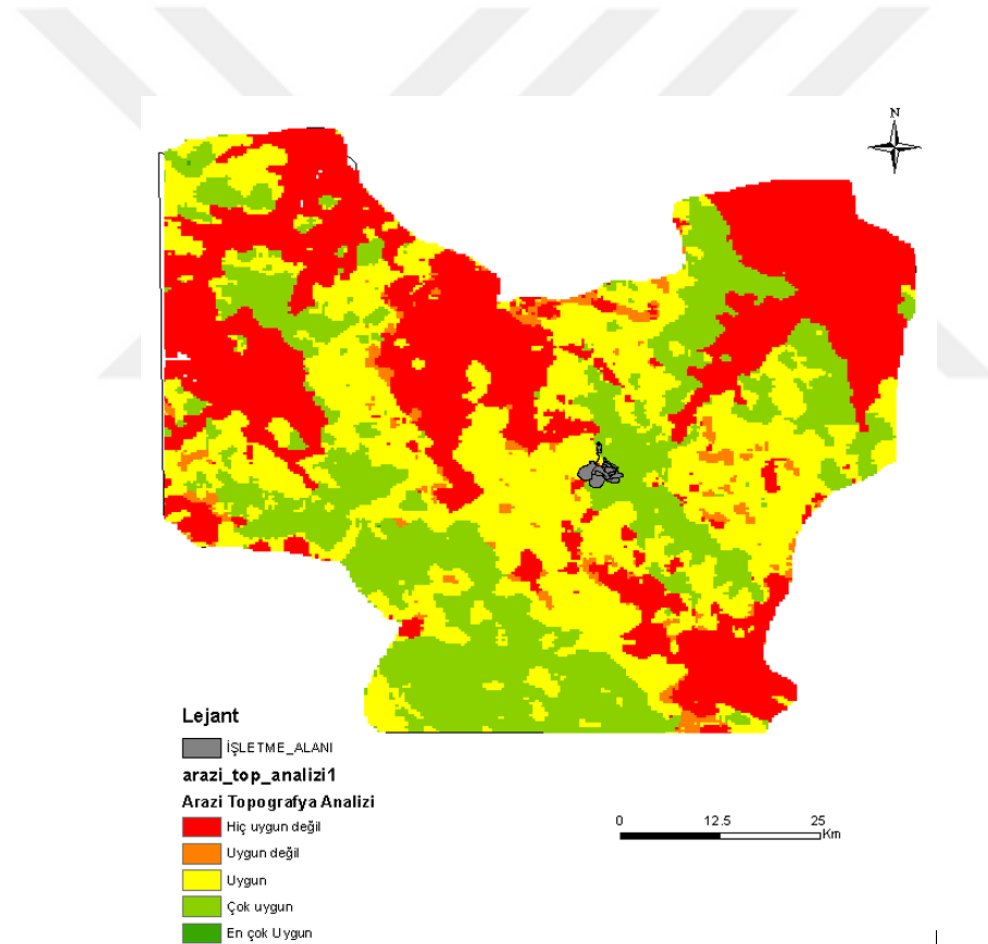 N
Lejant
İŞLETME_ALANI
arazi_top_analizi1
Arazi Topografya Analizi
Hiç uygun değil
Uygun değil
Uygun
Çok uygun
En çok Uygun
0 12.5 25
Km